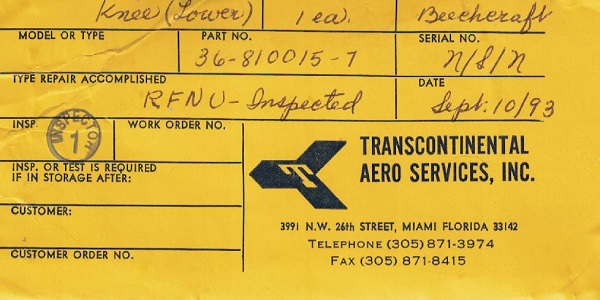 Knee (Lower) 1 ea. Beechcraft
MODEL OR TYPE PART NO. SERIAL NO.
36-810015-7 N/S/N
TYPE REPAIR ACCOMPLISHED DATE
RFNU - Inspected Sept. 10/93
INSP. INSPECTOR 1 WORK ORDER NO.
TRANSCONTINENTAL
AERO SERVICES, INC.
INSP. OR TEST IS REQUIRED
IF IN STORAGE AFTER:
CUSTOMER:
CUSTOMER ORDER NO.
T
3991 N.W. 26th STREET, MIAMI FLORIDA 33142
TELEPHONE (305) 871-3974
FAX (305) 871-8415